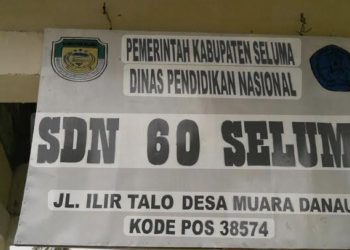 PEMERINTAH KABUPATEN SELUMA
DINAS PENDIDIKAN NASIONAL
SDN 60 SELUM
JL. ILIR TALO DESA MUARA DANAU
KODE POS 38574